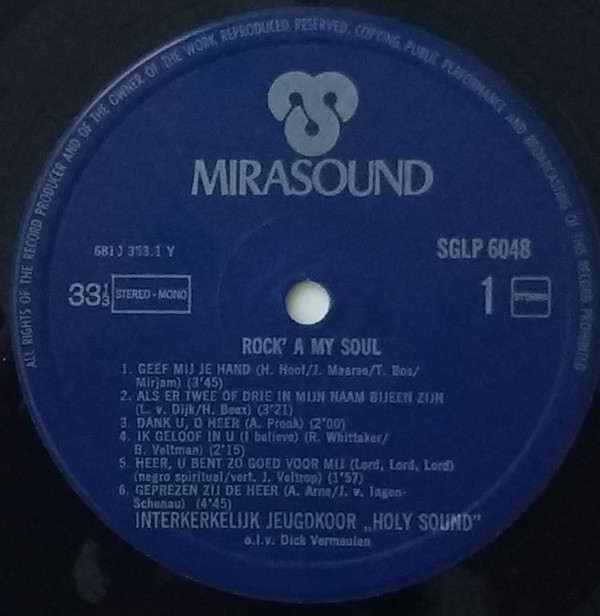 ALL RIGHTS OF THE RECORD PRODUCER AND OF THE OWNER OF THE WORK REPRODUCED RESERVED. COPYING, PUBLIC PERFORMANCE AND BROADCASTING OF THE RECORD PROHIBITED
MIRASOUND
SGLP 6048
33⅓ STEREO-MONO
1 STEMRA
ROCK' A MY SOUL
1. GEEF MIJ JE HAND (H. Hoof/J. Maarse/T. Bos/
Mirjam) (3'45)
2. ALS ER TWEE OF DRIE IN MIJN NAAM BIJEEN ZIJN
(L. v. Dijk/H. Beex) (3'21)
3. DANK U, O HEER (A. Pronk) (2'00)
4. IK GELOOF IN U (I believe) (R. Whittaker/
B. Veltman) (2'15)
5. HEER, U BENT ZO GOED VOOR MIJ (Lord, Lord, Lord)
(negro spiritual/vert. J. Veltrop) (1'57)
6. GEPREZEN ZIJ DE HEER (A. Arne/J. v. Ingen-
Schenau) (4'45)
INTERKERKELIJK JEUGDKOOR „HOLY SOUND"
o.l.v. Dick Vermeulen